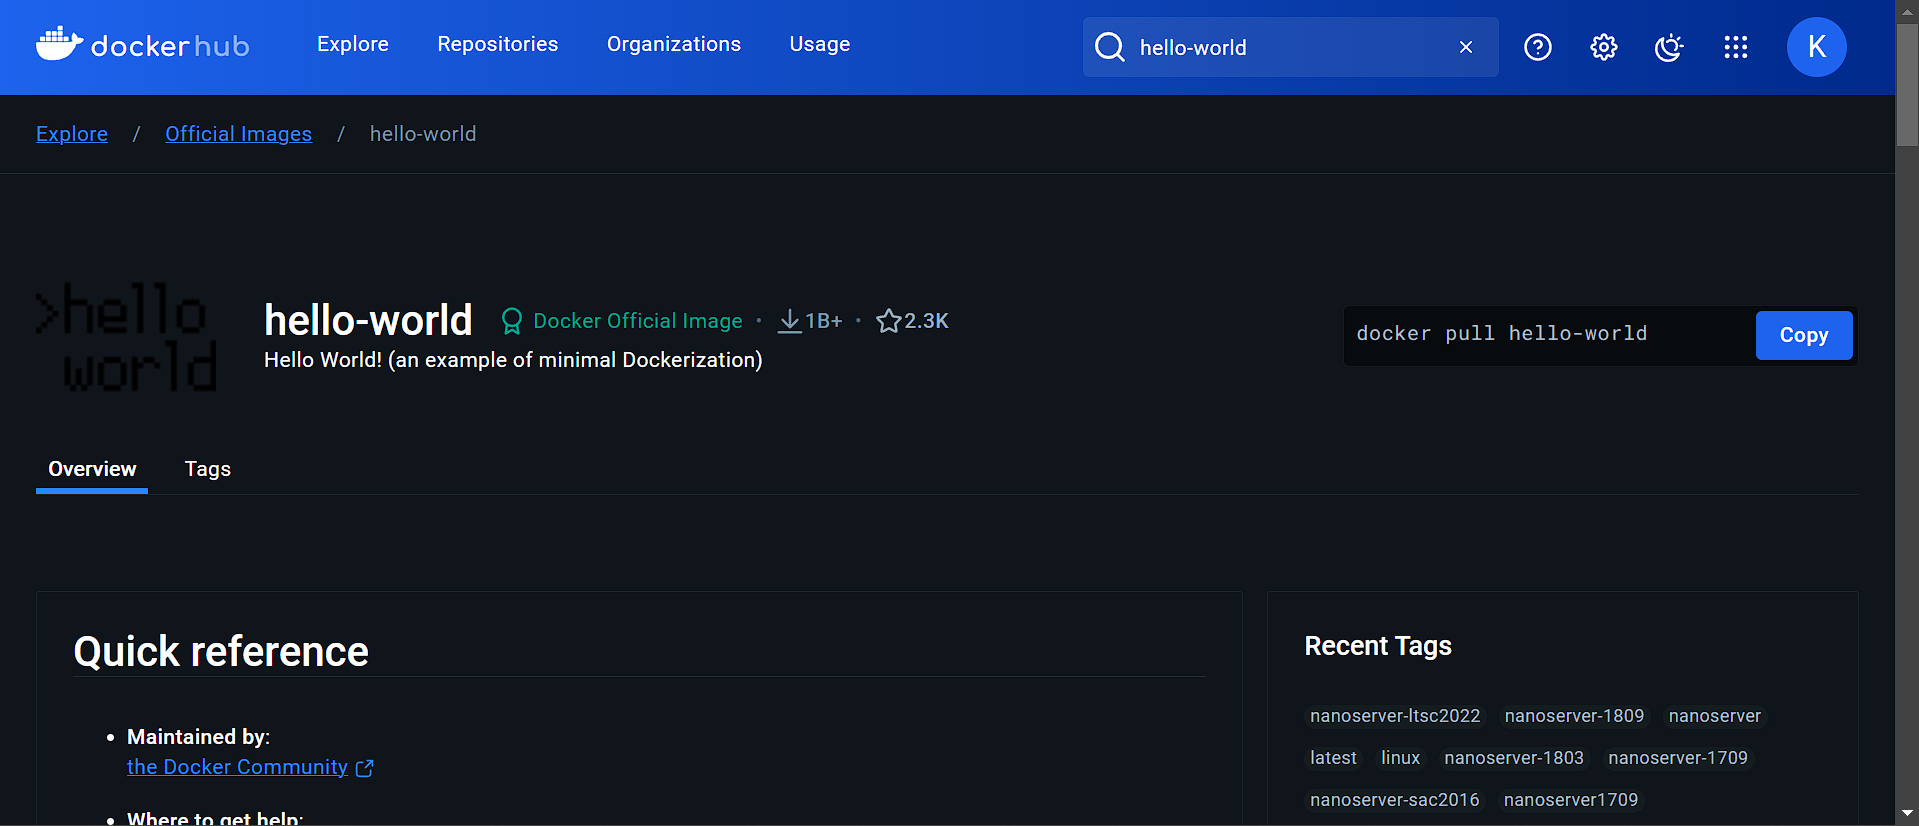 dockerhub Explore Repositories Organizations Usage hello-world K
Explore / Official Images / hello-world
>hello
world
hello-world Docker Official Image · 1B+ · 2.3K
Hello World! (an example of minimal Dockerization)
docker pull hello-world Copy
Overview Tags
Quick reference
• Maintained by:
the Docker Community
• Where to get help:
Recent Tags
nanoserver-ltsc2022 nanoserver-1809 nanoserver
latest linux nanoserver-1803 nanoserver-1709
nanoserver-sac2016 nanoserver1709